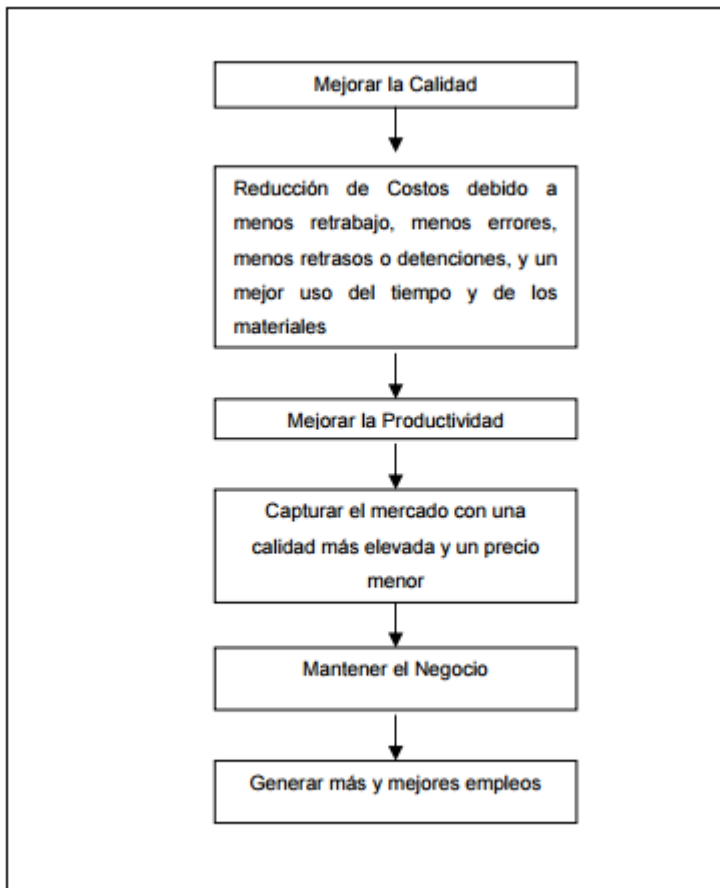 Mejorar la Calidad
Reducción de Costos debido a
menos retrabajo, menos errores,
menos retrasos o detenciones, y un
mejor uso del tiempo y de los
materiales
Mejorar la Productividad
Capturar el mercado con una
calidad más elevada y un precio
menor
Mantener el Negocio
Generar más y mejores empleos